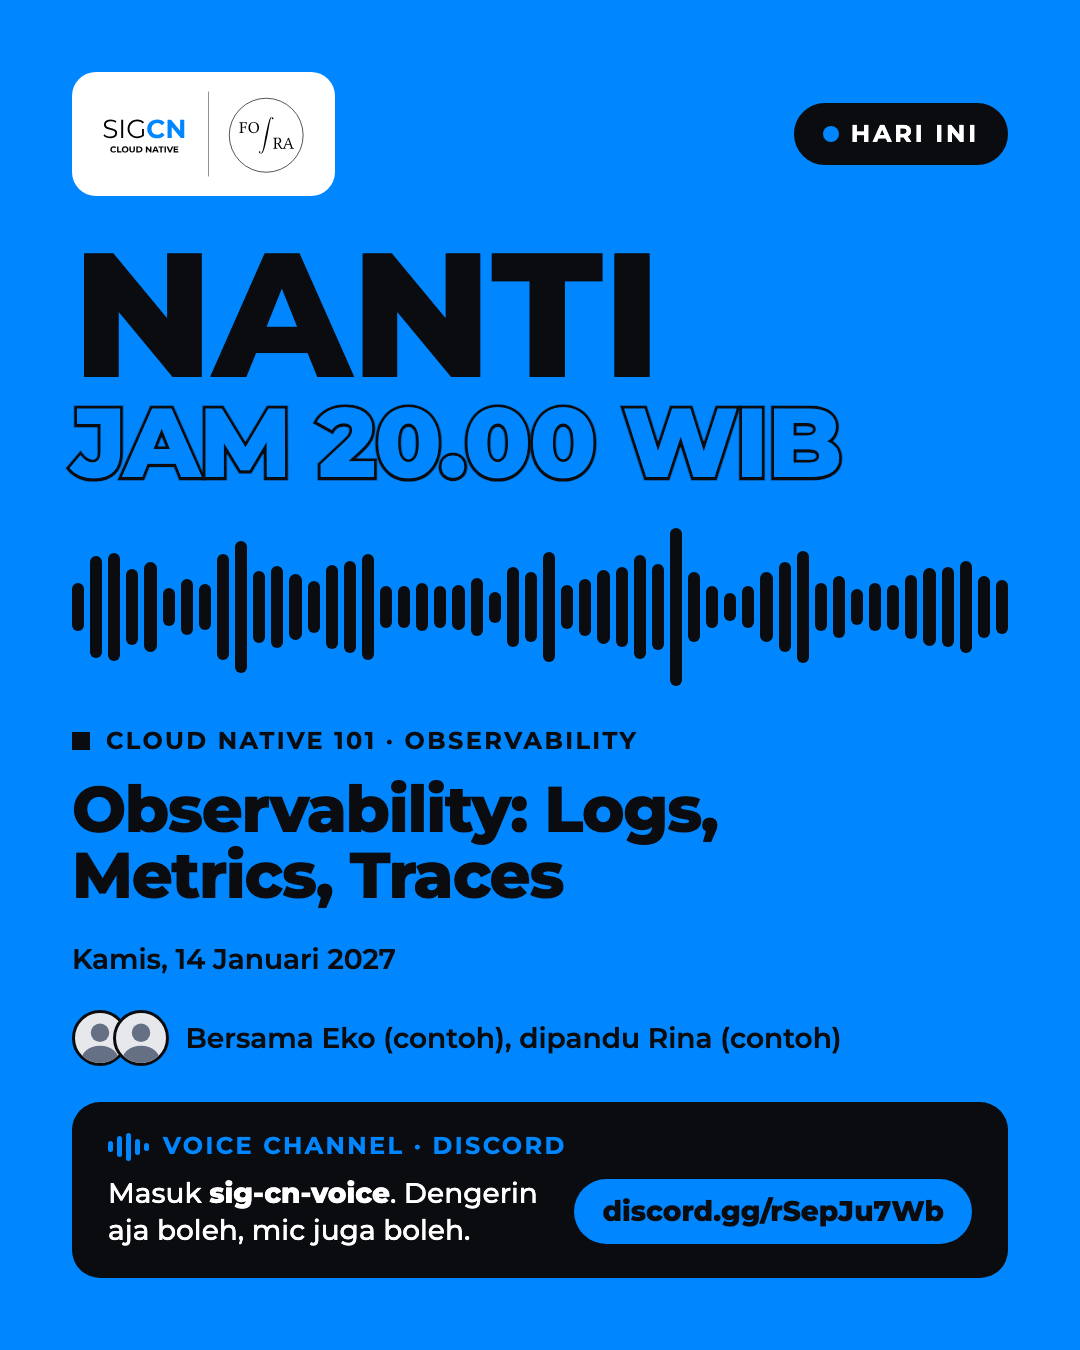 SIGCN
CLOUD NATIVE
FO
RA
HARI INI
NANTI
JAM 20.00 WIB
CLOUD NATIVE 101 · OBSERVABILITY
Observability: Logs,
Metrics, Traces
Kamis, 14 Januari 2027
Bersama Eko (contoh), dipandu Rina (contoh)
VOICE CHANNEL · DISCORD
Masuk sig-cn-voice. Dengerin
aja boleh, mic juga boleh.
discord.gg/rSepJu7Wb